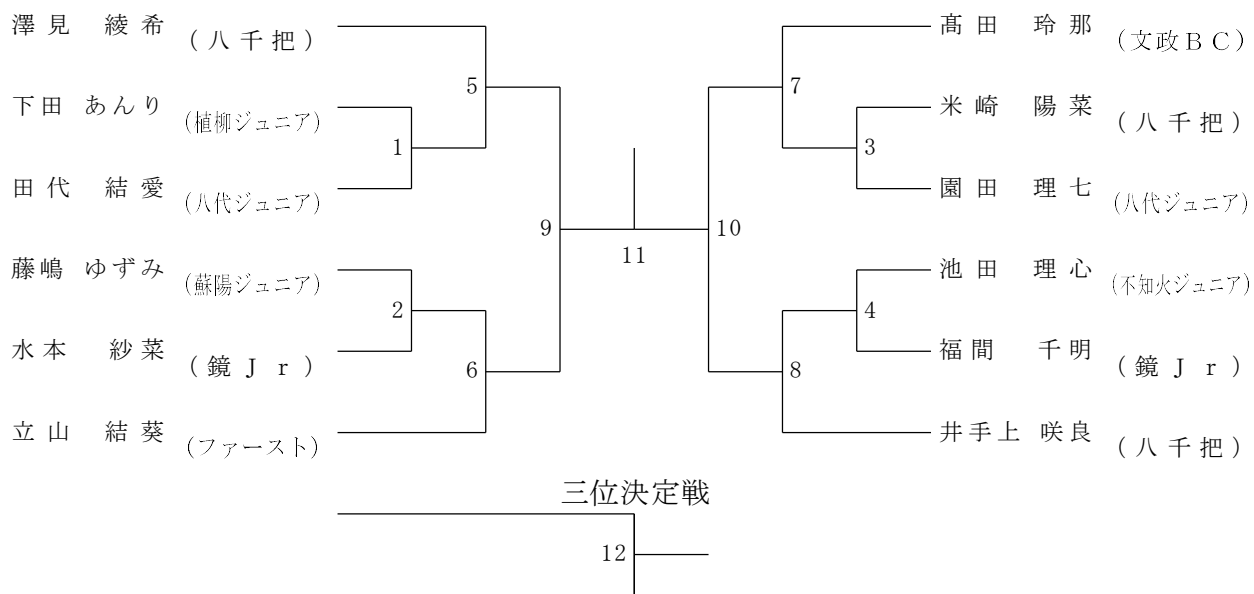 澤見 綾希 (八千把)
5
下田 あんり (植柳ジュニア)
1
田代 結愛 (八代ジュニア)
9
藤嶋 ゆずみ (蘇陽ジュニア)
2
水本 紗菜 (鏡Jr)
6
立山 結葵 (ファースト)
11
髙田 玲那 (文政BC)
7
米崎 陽菜 (八千把)
3
園田 理七 (八代ジュニア)
10
池田 理心 (不知火ジュニア)
4
福間 千明 (鏡Jr)
8
井手上 咲良 (八千把)
三位決定戦
12